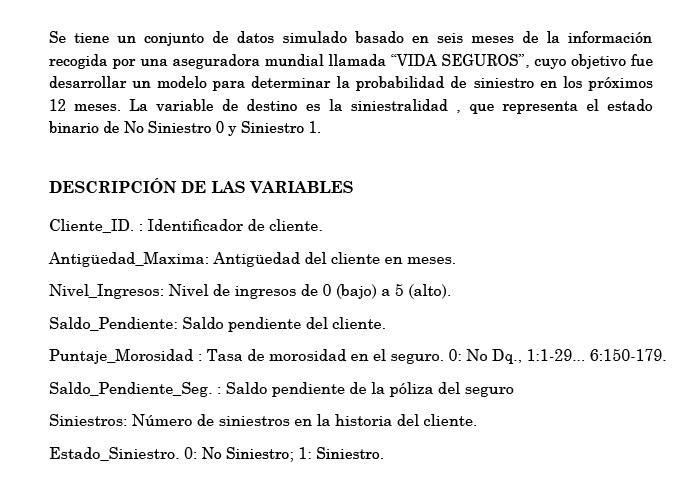 Se tiene un conjunto de datos simulado basado en seis meses de la información
recogida por una aseguradora mundial llamada “VIDA SEGUROS”, cuyo objetivo fue
desarrollar un modelo para determinar la probabilidad de siniestro en los próximos
12 meses. La variable de destino es la siniestralidad , que representa el estado
binario de No Siniestro 0 y Siniestro 1.
DESCRIPCIÓN DE LAS VARIABLES
Cliente_ID. : Identificador de cliente.
Antigüedad_Maxima: Antigüedad del cliente en meses.
Nivel_Ingresos: Nivel de ingresos de 0 (bajo) a 5 (alto).
Saldo_Pendiente: Saldo pendiente del cliente.
Puntaje_Morosidad : Tasa de morosidad en el seguro. 0: No Dq., 1:1-29... 6:150-179.
Saldo_Pendiente_Seg. : Saldo pendiente de la póliza del seguro
Siniestros: Número de siniestros en la historia del cliente.
Estado_Siniestro. 0: No Siniestro; 1: Siniestro.